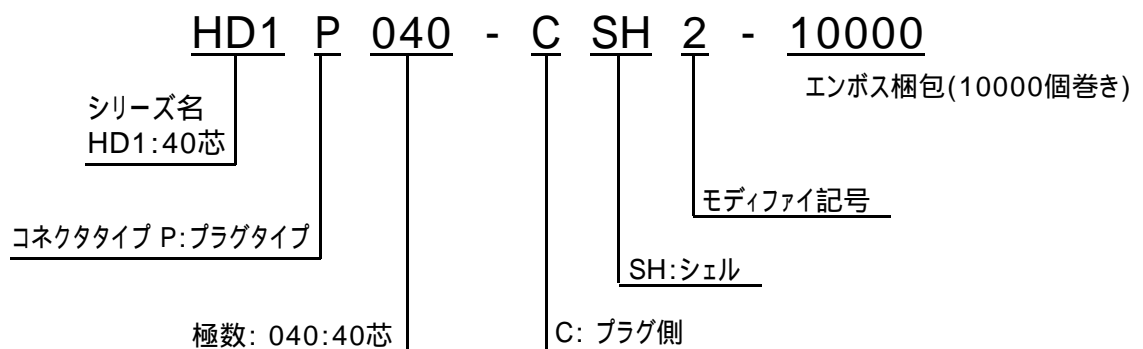 HD1 P 040 - C SH 2 - 10000
エンボス梱包(10000個巻き)
シリーズ名
HD1:40芯
モディファイ記号
コネクタタイプ P:プラグタイプ
SH:シェル
極数: 040:40芯
C: プラグ側